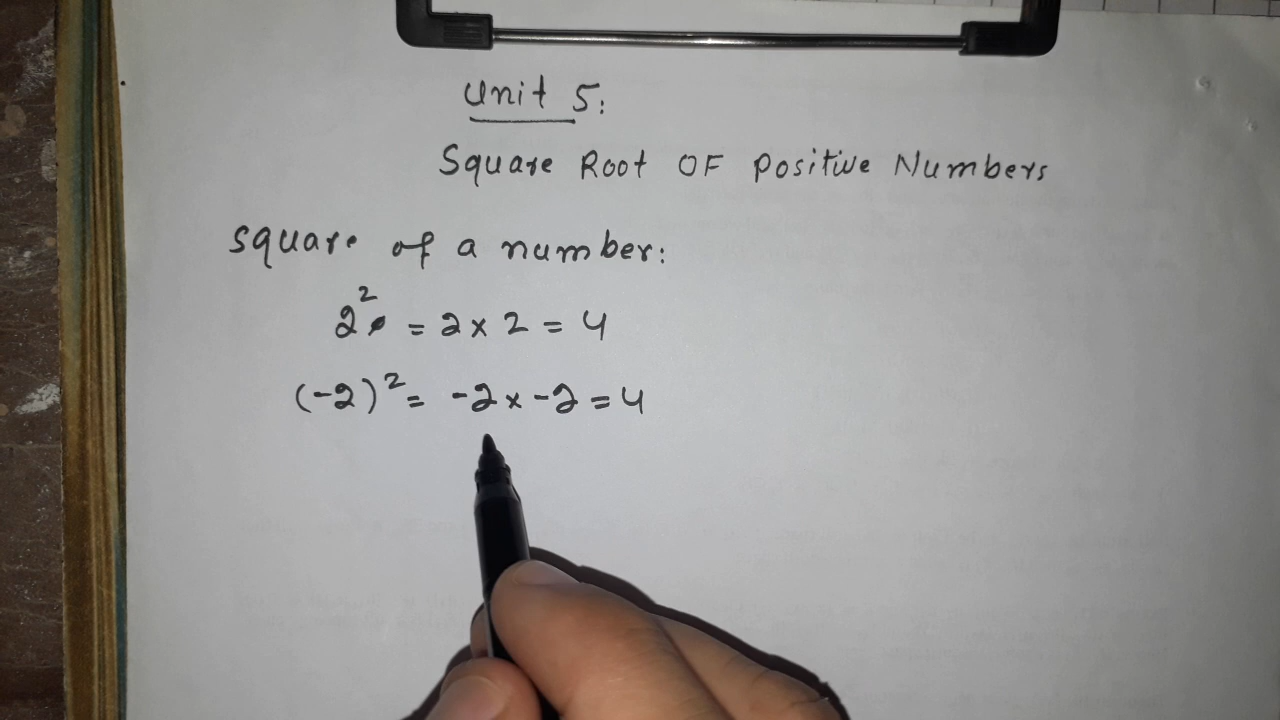 Unit 5:
Square Root OF Positive Numbers
square of a number:
2² = 2 x 2 = 4
(-2)² = -2 x -2 = 4